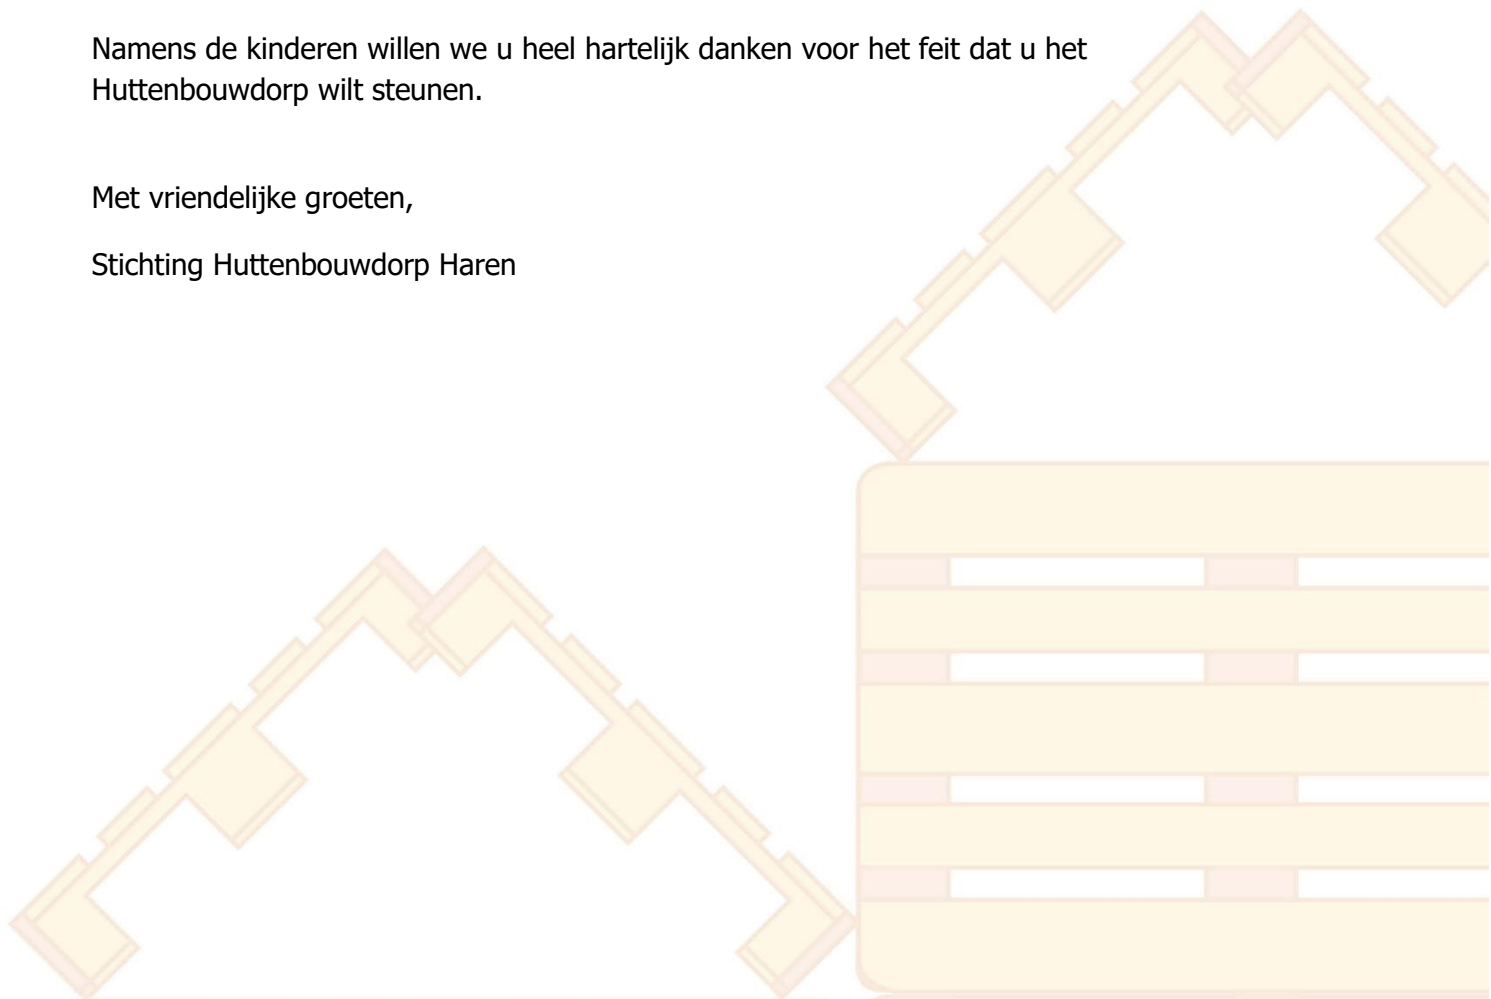 Namens de kinderen willen we u heel hartelijk danken voor het feit dat u het
Huttenbouwdorp wilt steunen.
Met vriendelijke groeten,
Stichting Huttenbouwdorp Haren